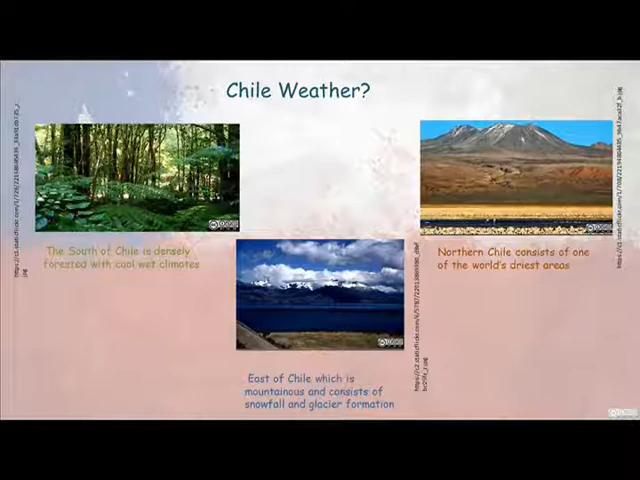 Chile Weather?
The South of Chile is densely
forested with cool wet climates
Northern Chile consists of one
of the world's driest areas
East of Chile which is
mountainous and consists of
snowfall and glacier formation